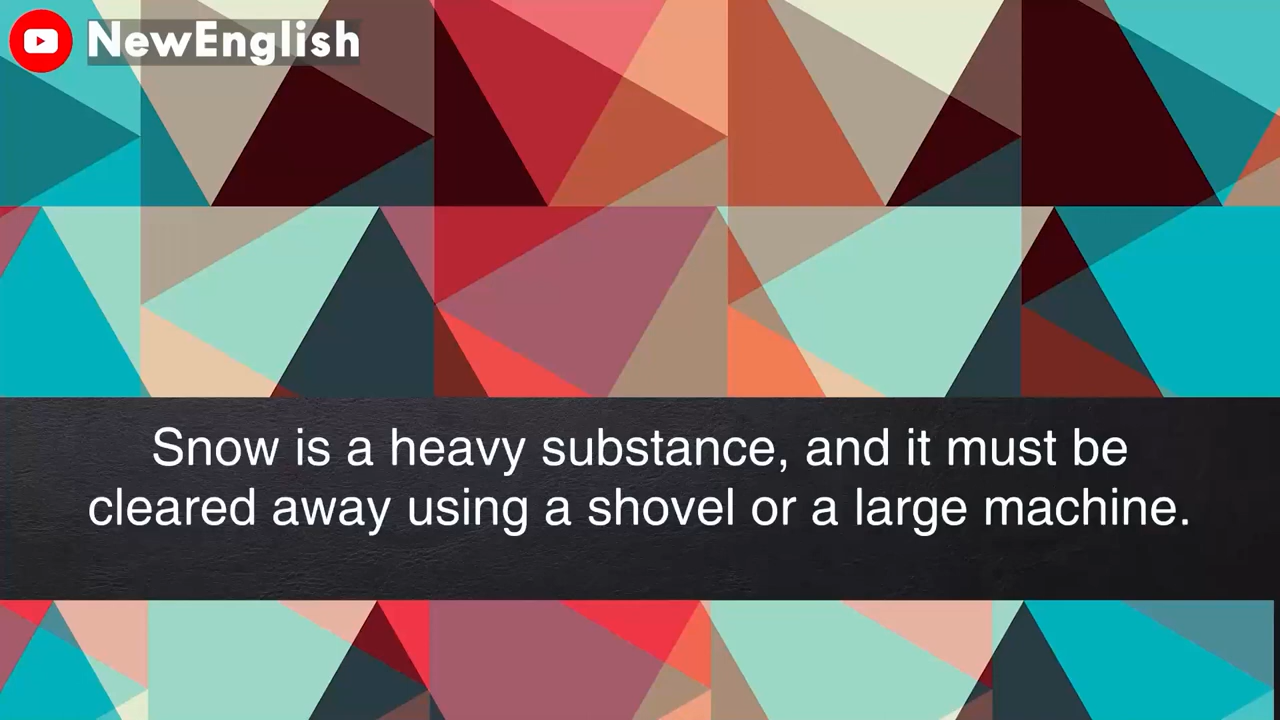 NewEnglish
Snow is a heavy substance, and it must be
cleared away using a shovel or a large machine.